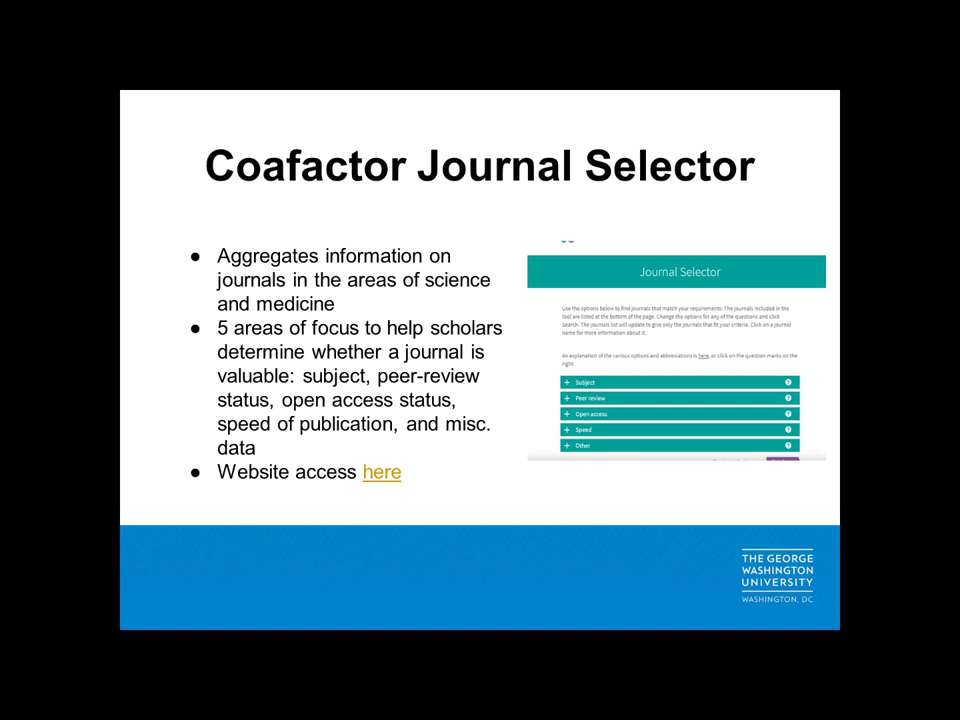 Coafactor Journal Selector
● Aggregates information on
journals in the areas of science
and medicine
● 5 areas of focus to help scholars
determine whether a journal is
valuable: subject, peer-review
status, open access status,
speed of publication, and misc.
data
● Website access here
Journal Selector
Use the options below to find journals that match your requirements. The journals included in the
tool are listed at the bottom of the page. Change the options for any of the questions and click
Search. The journals list will update to give only the journals that fit your criteria. Click on a journal
name for more information about it.
An explanation of the various options and abbreviations is here, or click on the question marks on the
right.
+ Subject ?
+ Peer review ?
+ Open access ?
+ Speed ?
+ Other ?
THE GEORGE
WASHINGTON
UNIVERSITY
WASHINGTON, DC